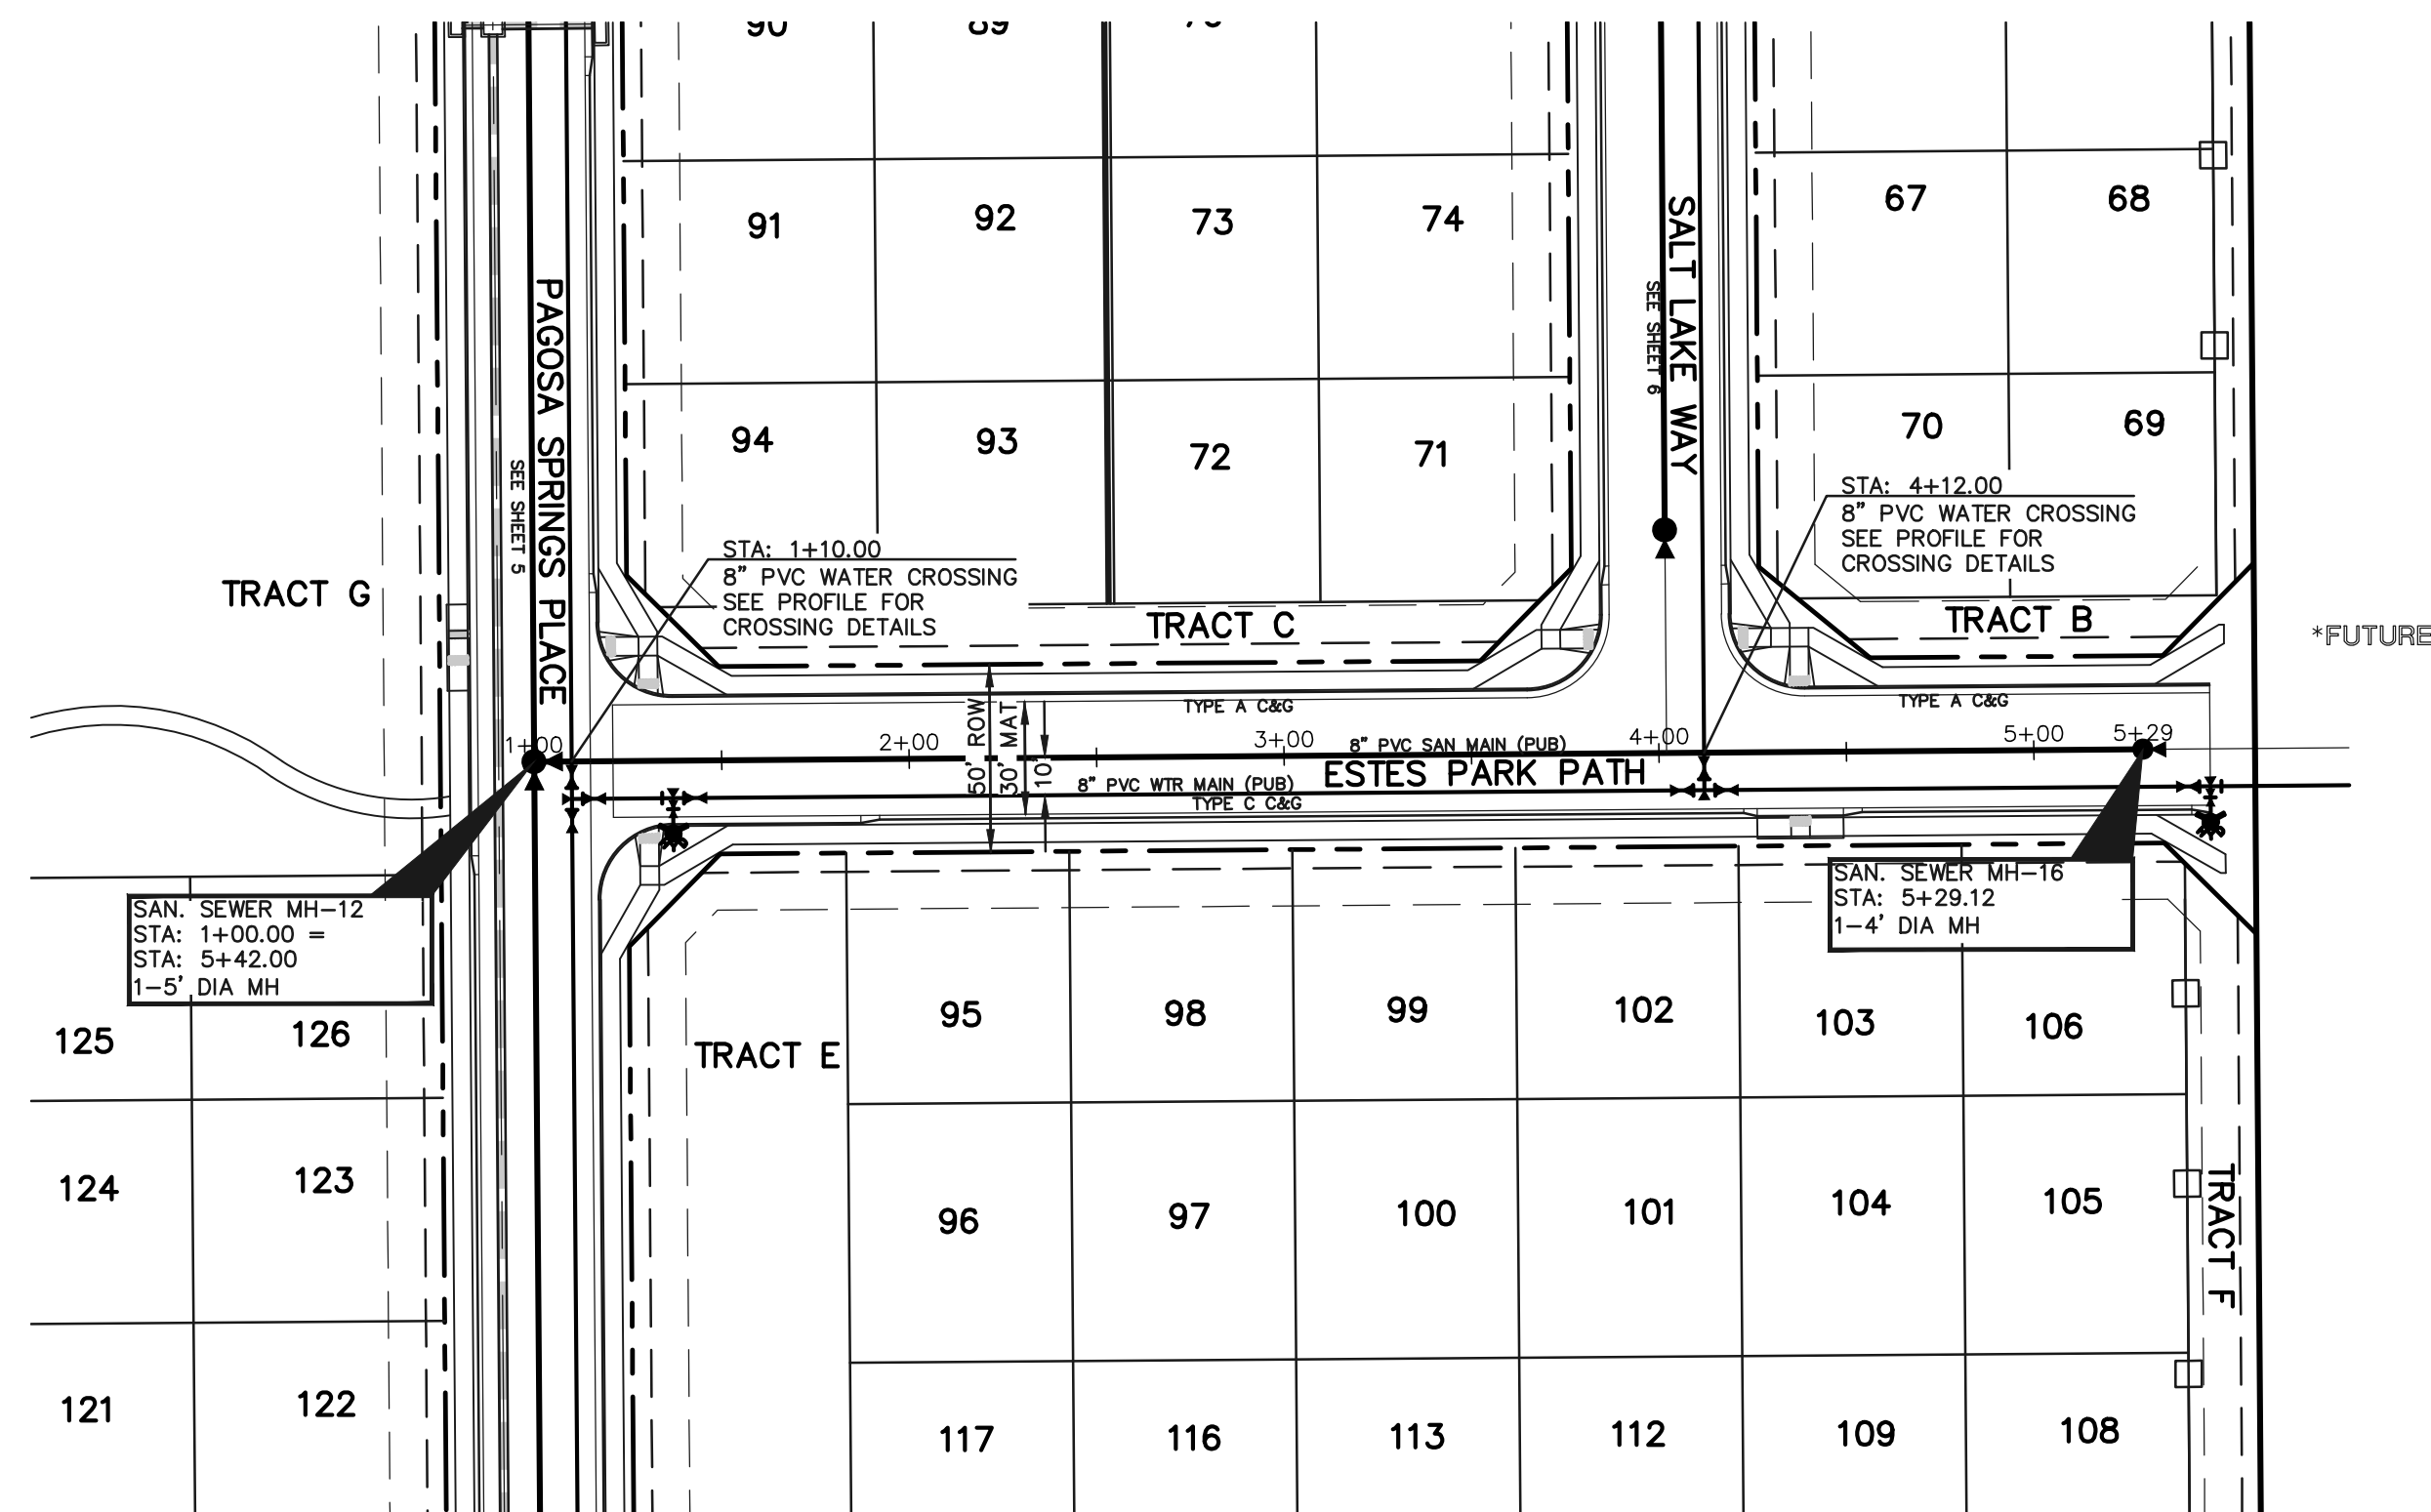 91
92
73
74
67
68
94
93
72
71
70
69
PAGOSA SPRINGS PLACE
SEE SHEET 5
SALT LAKE WAY
SEE SHEET 6
STA: 1+10.00
8" PVC WATER CROSSING
SEE PROFILE FOR
CROSSING DETAILS
STA: 4+12.00
8" PVC WATER CROSSING
SEE PROFILE FOR
CROSSING DETAILS
TRACT G
TRACT C
TRACT B
*FUTURE
TYPE A C&G
TYPE A C&G
1+00
2+00
3+00
4+00
5+00
5+29
50' ROW
30' MAT
10'
8" PVC SAN MAIN (PUB)
ESTES PARK PATH
8" PVC WTR MAIN (PUB)
TYPE C C&G
SAN. SEWER MH-12
STA: 1+00.00 =
STA: 5+42.00
1-5' DIA MH
SAN. SEWER MH-16
STA: 5+29.12
1-4' DIA MH
125
126
TRACT E
95
98
99
102
103
106
124
123
96
97
100
101
104
105
TRACT F
121
122
117
116
113
112
109
108